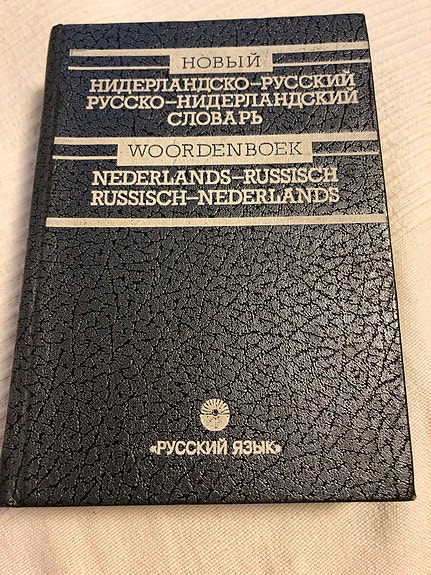 НОВЫЙ
НИДЕРЛАНДСКО–РУССКИЙ
РУССКО–НИДЕРЛАНДСКИЙ
СЛОВАРЬ
WOORDENBOEK
NEDERLANDS–RUSSISCH
RUSSISCH–NEDERLANDS
«РУССКИЙ ЯЗЫК»